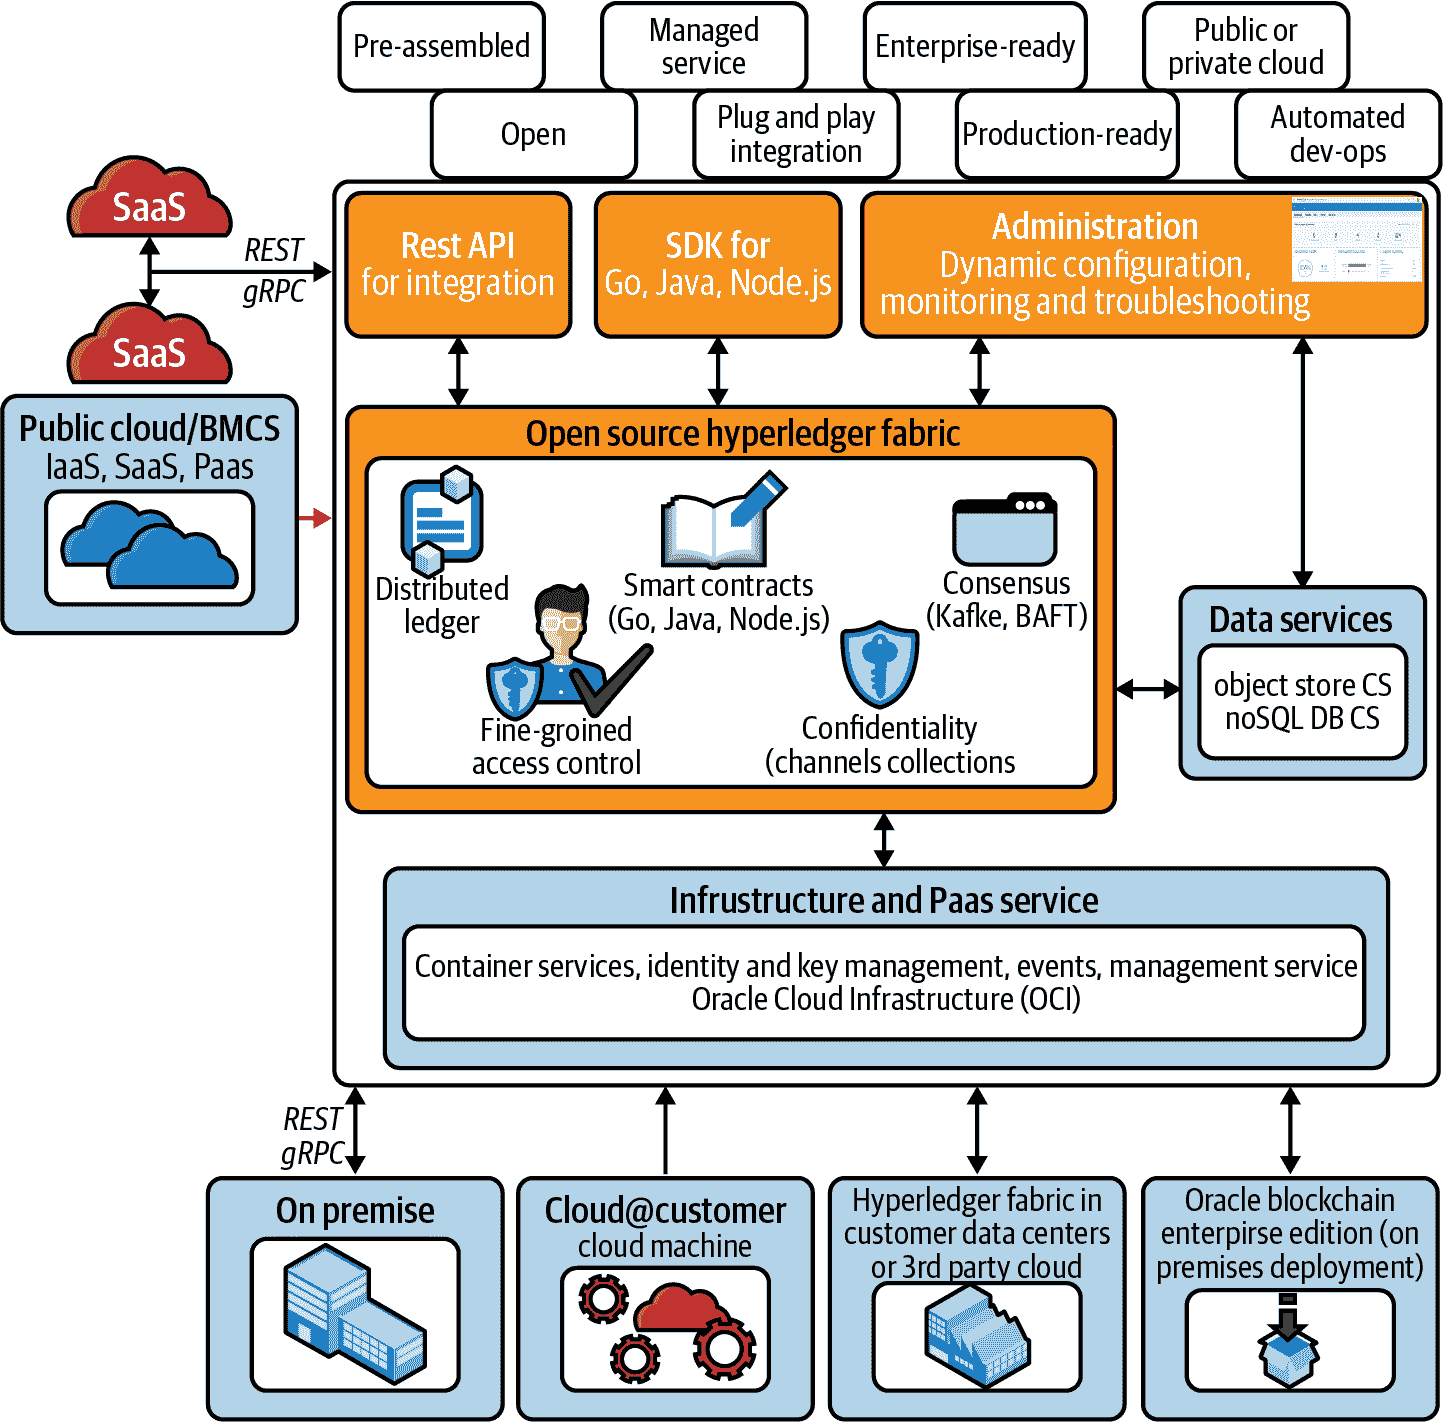 Pre-assembled
Managed
service
Enterprise-ready
Public or
private cloud
Open
Plug and play
integration
Production-ready
Automated
dev-ops
SaaS
REST
gRPC
SaaS
Rest API
for integration
SDK for
Go, Java, Node.js
Administration
Dynamic configuration,
monitoring and troubleshooting
Public cloud/BMCS
IaaS, SaaS, Paas
Open source hyperledger fabric
Distributed
ledger
Smart contracts
(Go, Java, Node.js)
Consensus
(Kafke, BAFT)
Fine-groined
access control
Confidentiality
(channels collections
Data services
object store CS
noSQL DB CS
Infrustructure and Paas service
Container services, identity and key management, events, management service
Oracle Cloud Infrastructure (OCI)
REST
gRPC
On premise
Cloud@customer
cloud machine
Hyperledger fabric in
customer data centers
or 3rd party cloud
Oracle blockchain
enterpirse edition (on
premises deployment)